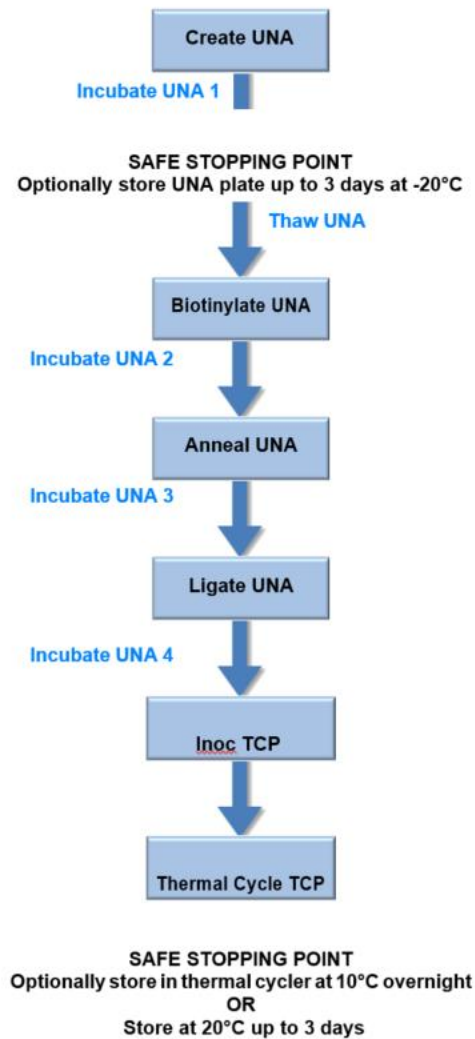 Create UNA
Incubate UNA 1
SAFE STOPPING POINT
Optionally store UNA plate up to 3 days at -20°C
Thaw UNA
Biotinylate UNA
Incubate UNA 2
Anneal UNA
Incubate UNA 3
Ligate UNA
Incubate UNA 4
Inoc TCP
Thermal Cycle TCP
SAFE STOPPING POINT
Optionally store in thermal cycler at 10°C overnight
OR
Store at 20°C up to 3 days